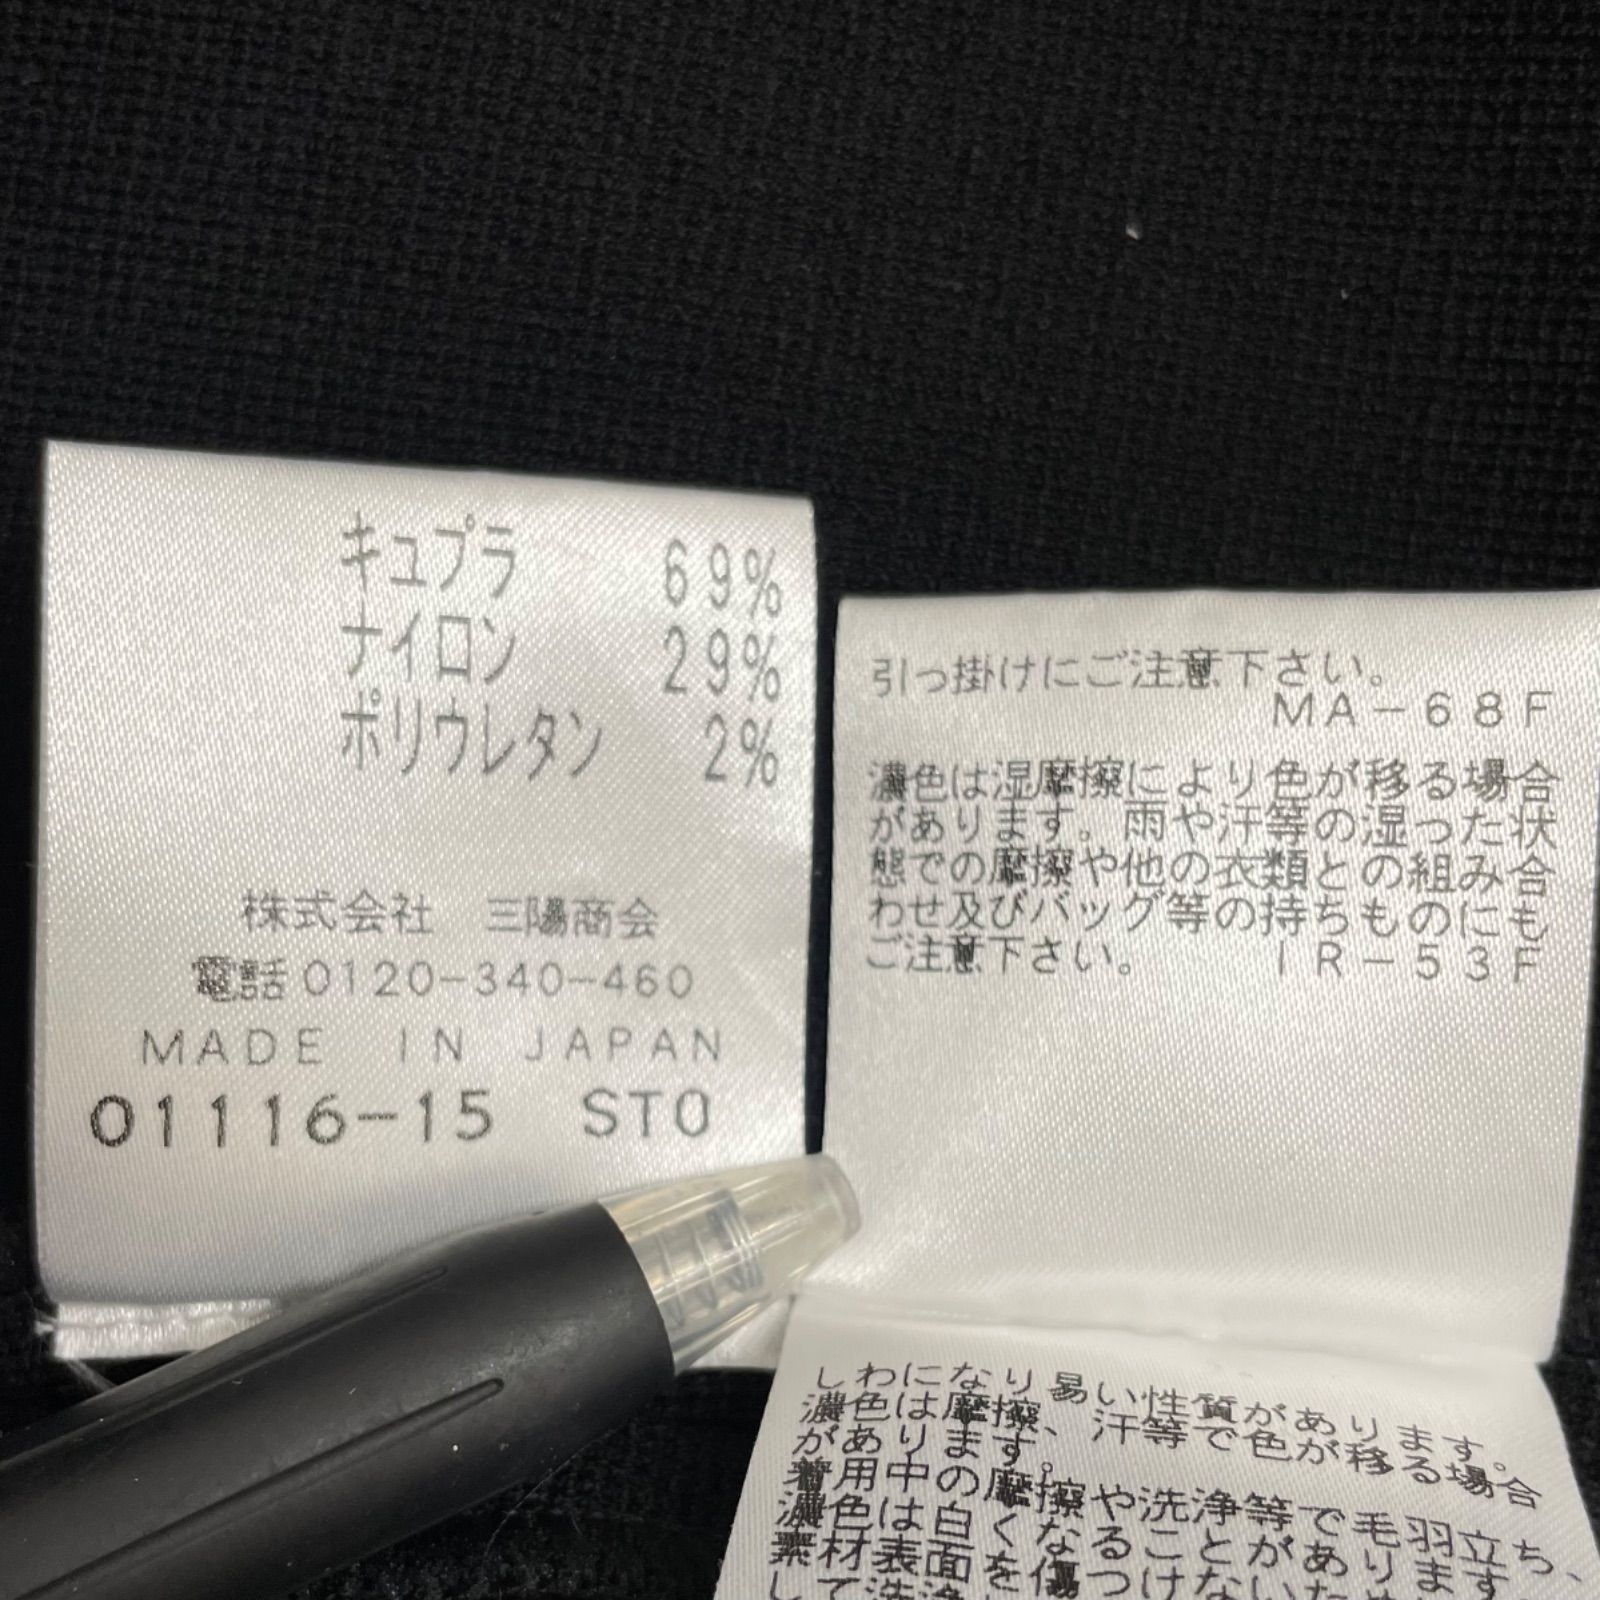 キュプラ 69%
ナイロン 29%
ポリウレタン 2%
株式会社 三陽商会
電話0120-340-460
MADE IN JAPAN
01116-15 ST0
引っ掛けにご注意下さい。
MA-68F
濃色は湿摩擦により色が移る場合
があります。雨や汗等の湿った状
態での摩擦や他の衣類との組み合
わせ及びバッグ等の持ちものにも
ご注意下さい。 IR-53F
しわになり易い性質があります。
濃色は摩擦、汗等で色が移る場合
があります。
着用中の摩擦や洗浄等で毛羽立ち、
濃色は白くなることがあります
素材表面を傷つけないため
して洗浄